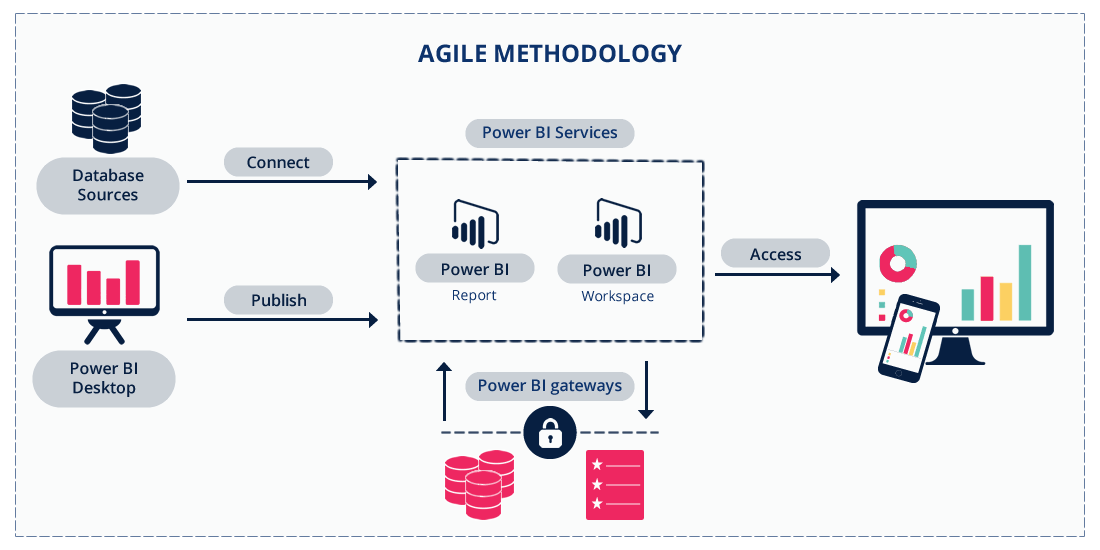 AGILE METHODOLOGY
Power BI Services
Database
Sources
Connect
Power BI
Report
Power BI
Workspace
Access
Power BI
Desktop
Publish
Power BI gateways